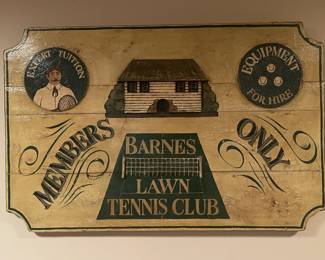 EXPERT TUITION
EQUIPMENT
FOR HIRE
MEMBERS
ONLY
BARNES
LAWN
TENNIS CLUB